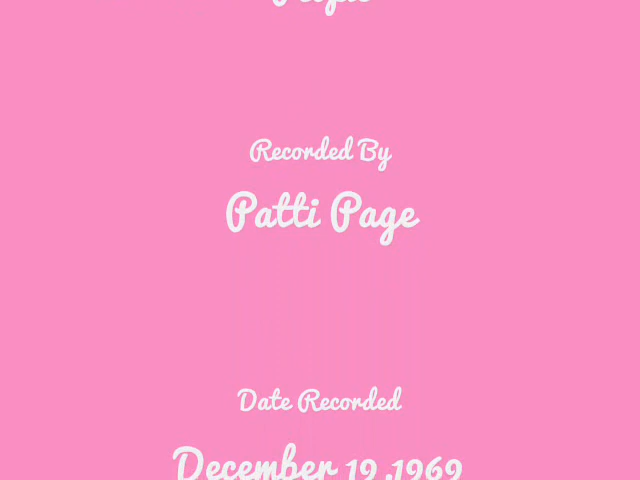 Recorded By
Patti Page
Date Recorded
December 19, 1969